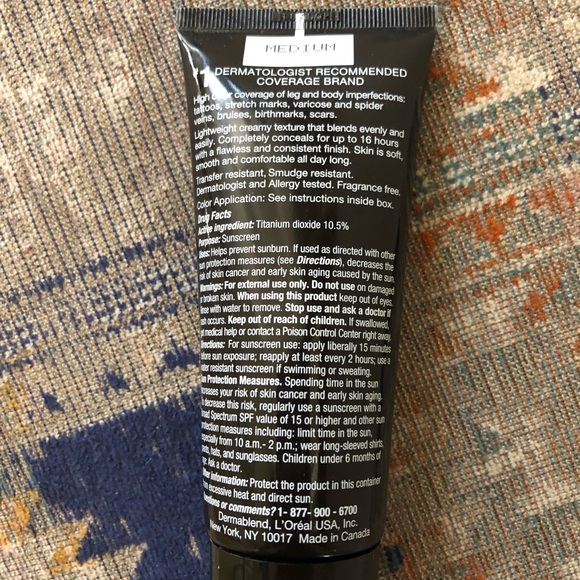 MEDIUM
#1 DERMATOLOGIST RECOMMENDED
COVERAGE BRAND
High color coverage of leg and body imperfections:
tattoos, stretch marks, varicose and spider
veins, bruises, birthmarks, scars.
Lightweight creamy texture that blends evenly and
easily. Completely conceals for up to 16 hours
with a flawless and consistent finish. Skin is soft,
smooth and comfortable all day long.
Transfer resistant, Smudge resistant.
Dermatologist and Allergy tested. Fragrance free.
Color Application: See instructions inside box.
Drug Facts
Active ingredient: Titanium dioxide 10.5%
Purpose: Sunscreen
Uses: Helps prevent sunburn. If used as directed with other
sun protection measures (see Directions), decreases the
risk of skin cancer and early skin aging caused by the sun.
Warnings: For external use only. Do not use on damaged
or broken skin. When using this product keep out of eyes.
Rinse with water to remove. Stop use and ask a doctor if
rash occurs. Keep out of reach of children. If swallowed,
get medical help or contact a Poison Control Center right away.
Directions: For sunscreen use: apply liberally 15 minutes
before sun exposure; reapply at least every 2 hours; use a
water resistant sunscreen if swimming or sweating.
Sun Protection Measures. Spending time in the sun
increases your risk of skin cancer and early skin aging.
To decrease this risk, regularly use a sunscreen with a
Broad Spectrum SPF value of 15 or higher and other sun
protection measures including: limit time in the sun,
especially from 10 a.m.- 2 p.m.; wear long-sleeved shirts,
pants, hats, and sunglasses. Children under 6 months of
age: Ask a doctor.
Other information: Protect the product in this container
from excessive heat and direct sun.
Questions or comments? 1- 877- 900 - 6700
Dermablend, L'Oréal USA, Inc.
New York, NY 10017 Made in Canada